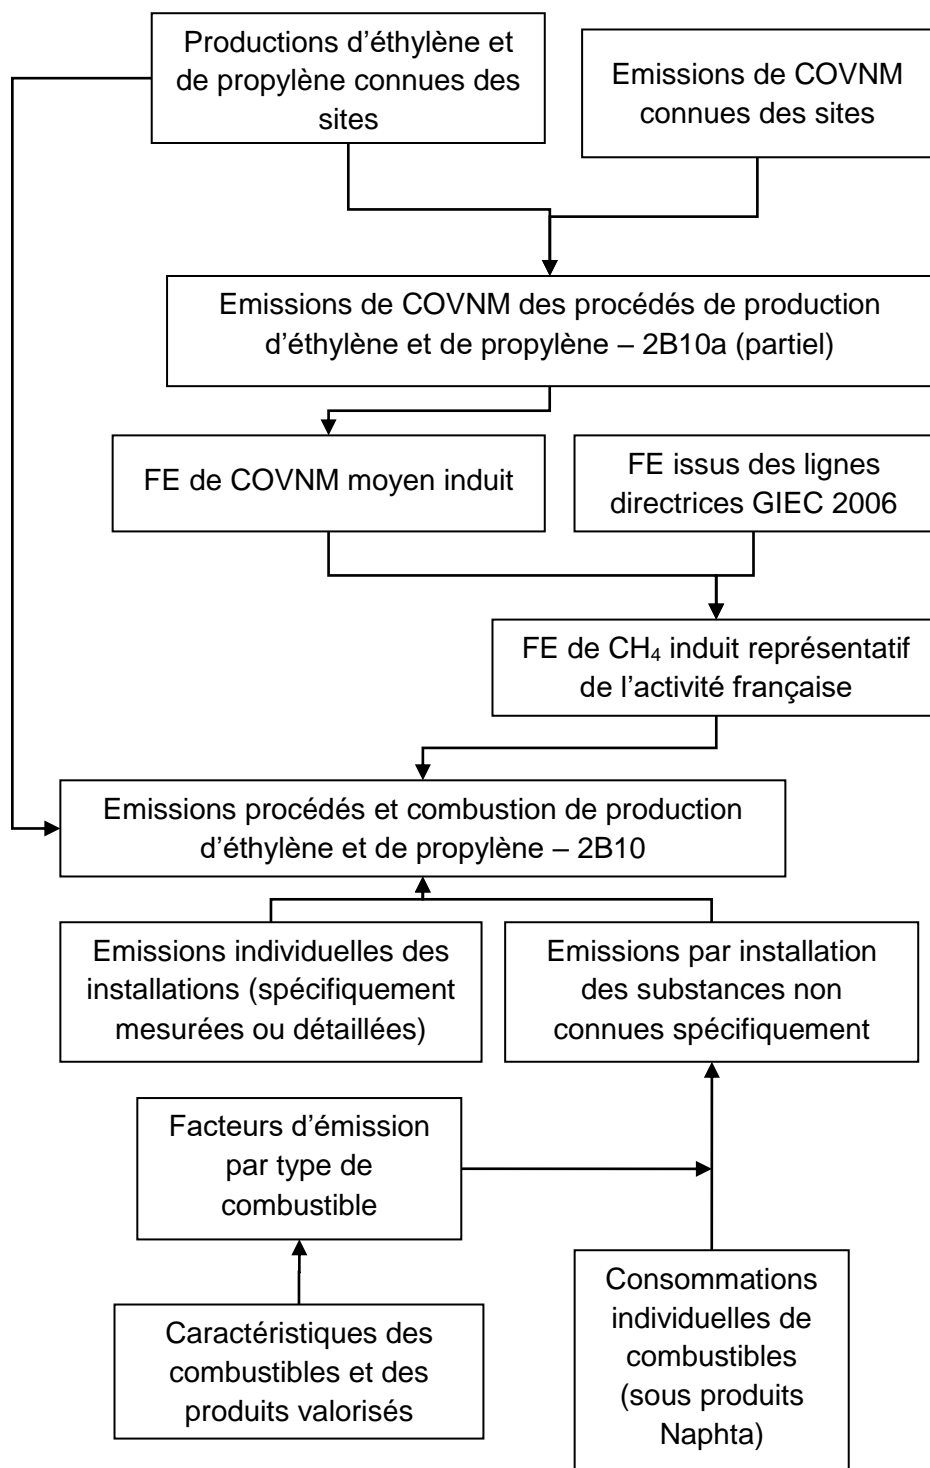 Productions d'éthylène et
de propylène connues des
sites
Emissions de COVNM
connues des sites
Emissions de COVNM des procédés de production
d'éthylène et de propylène – 2B10a (partiel)
FE de COVNM moyen induit
FE issus des lignes
directrices GIEC 2006
FE de CH₄ induit représentatif
de l'activité française
Emissions procédés et combustion de production
d'éthylène et de propylène – 2B10
Emissions individuelles des
installations (spécifiquement
mesurées ou détaillées)
Emissions par installation
des substances non
connues spécifiquement
Facteurs d'émission
par type de
combustible
Consommations
individuelles de
combustibles
(sous produits
Naphta)
Caractéristiques des
combustibles et des
produits valorisés